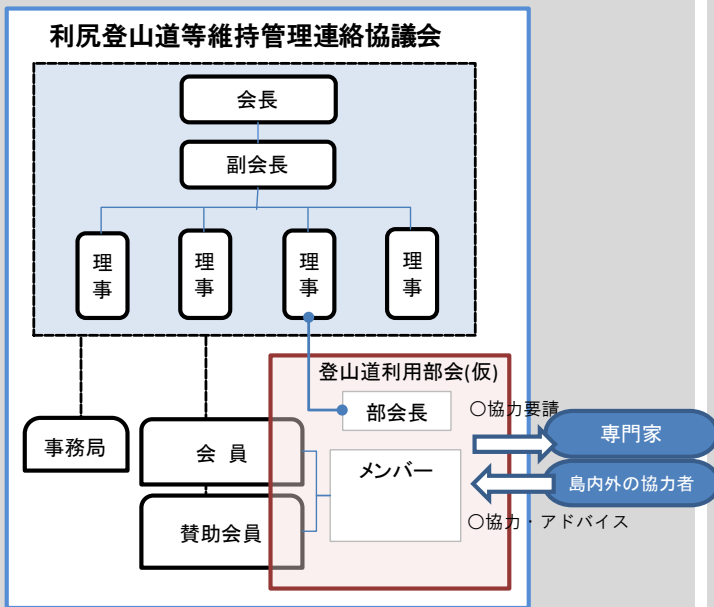 利尻登山道等維持管理連絡協議会
会長
副会長
理事
理事
理事
理事
登山道利用部会(仮)
部会長
〇協力要請
専門家
事務局
会 員
メンバー
島内外の協力者
賛助会員
〇協力・アドバイス